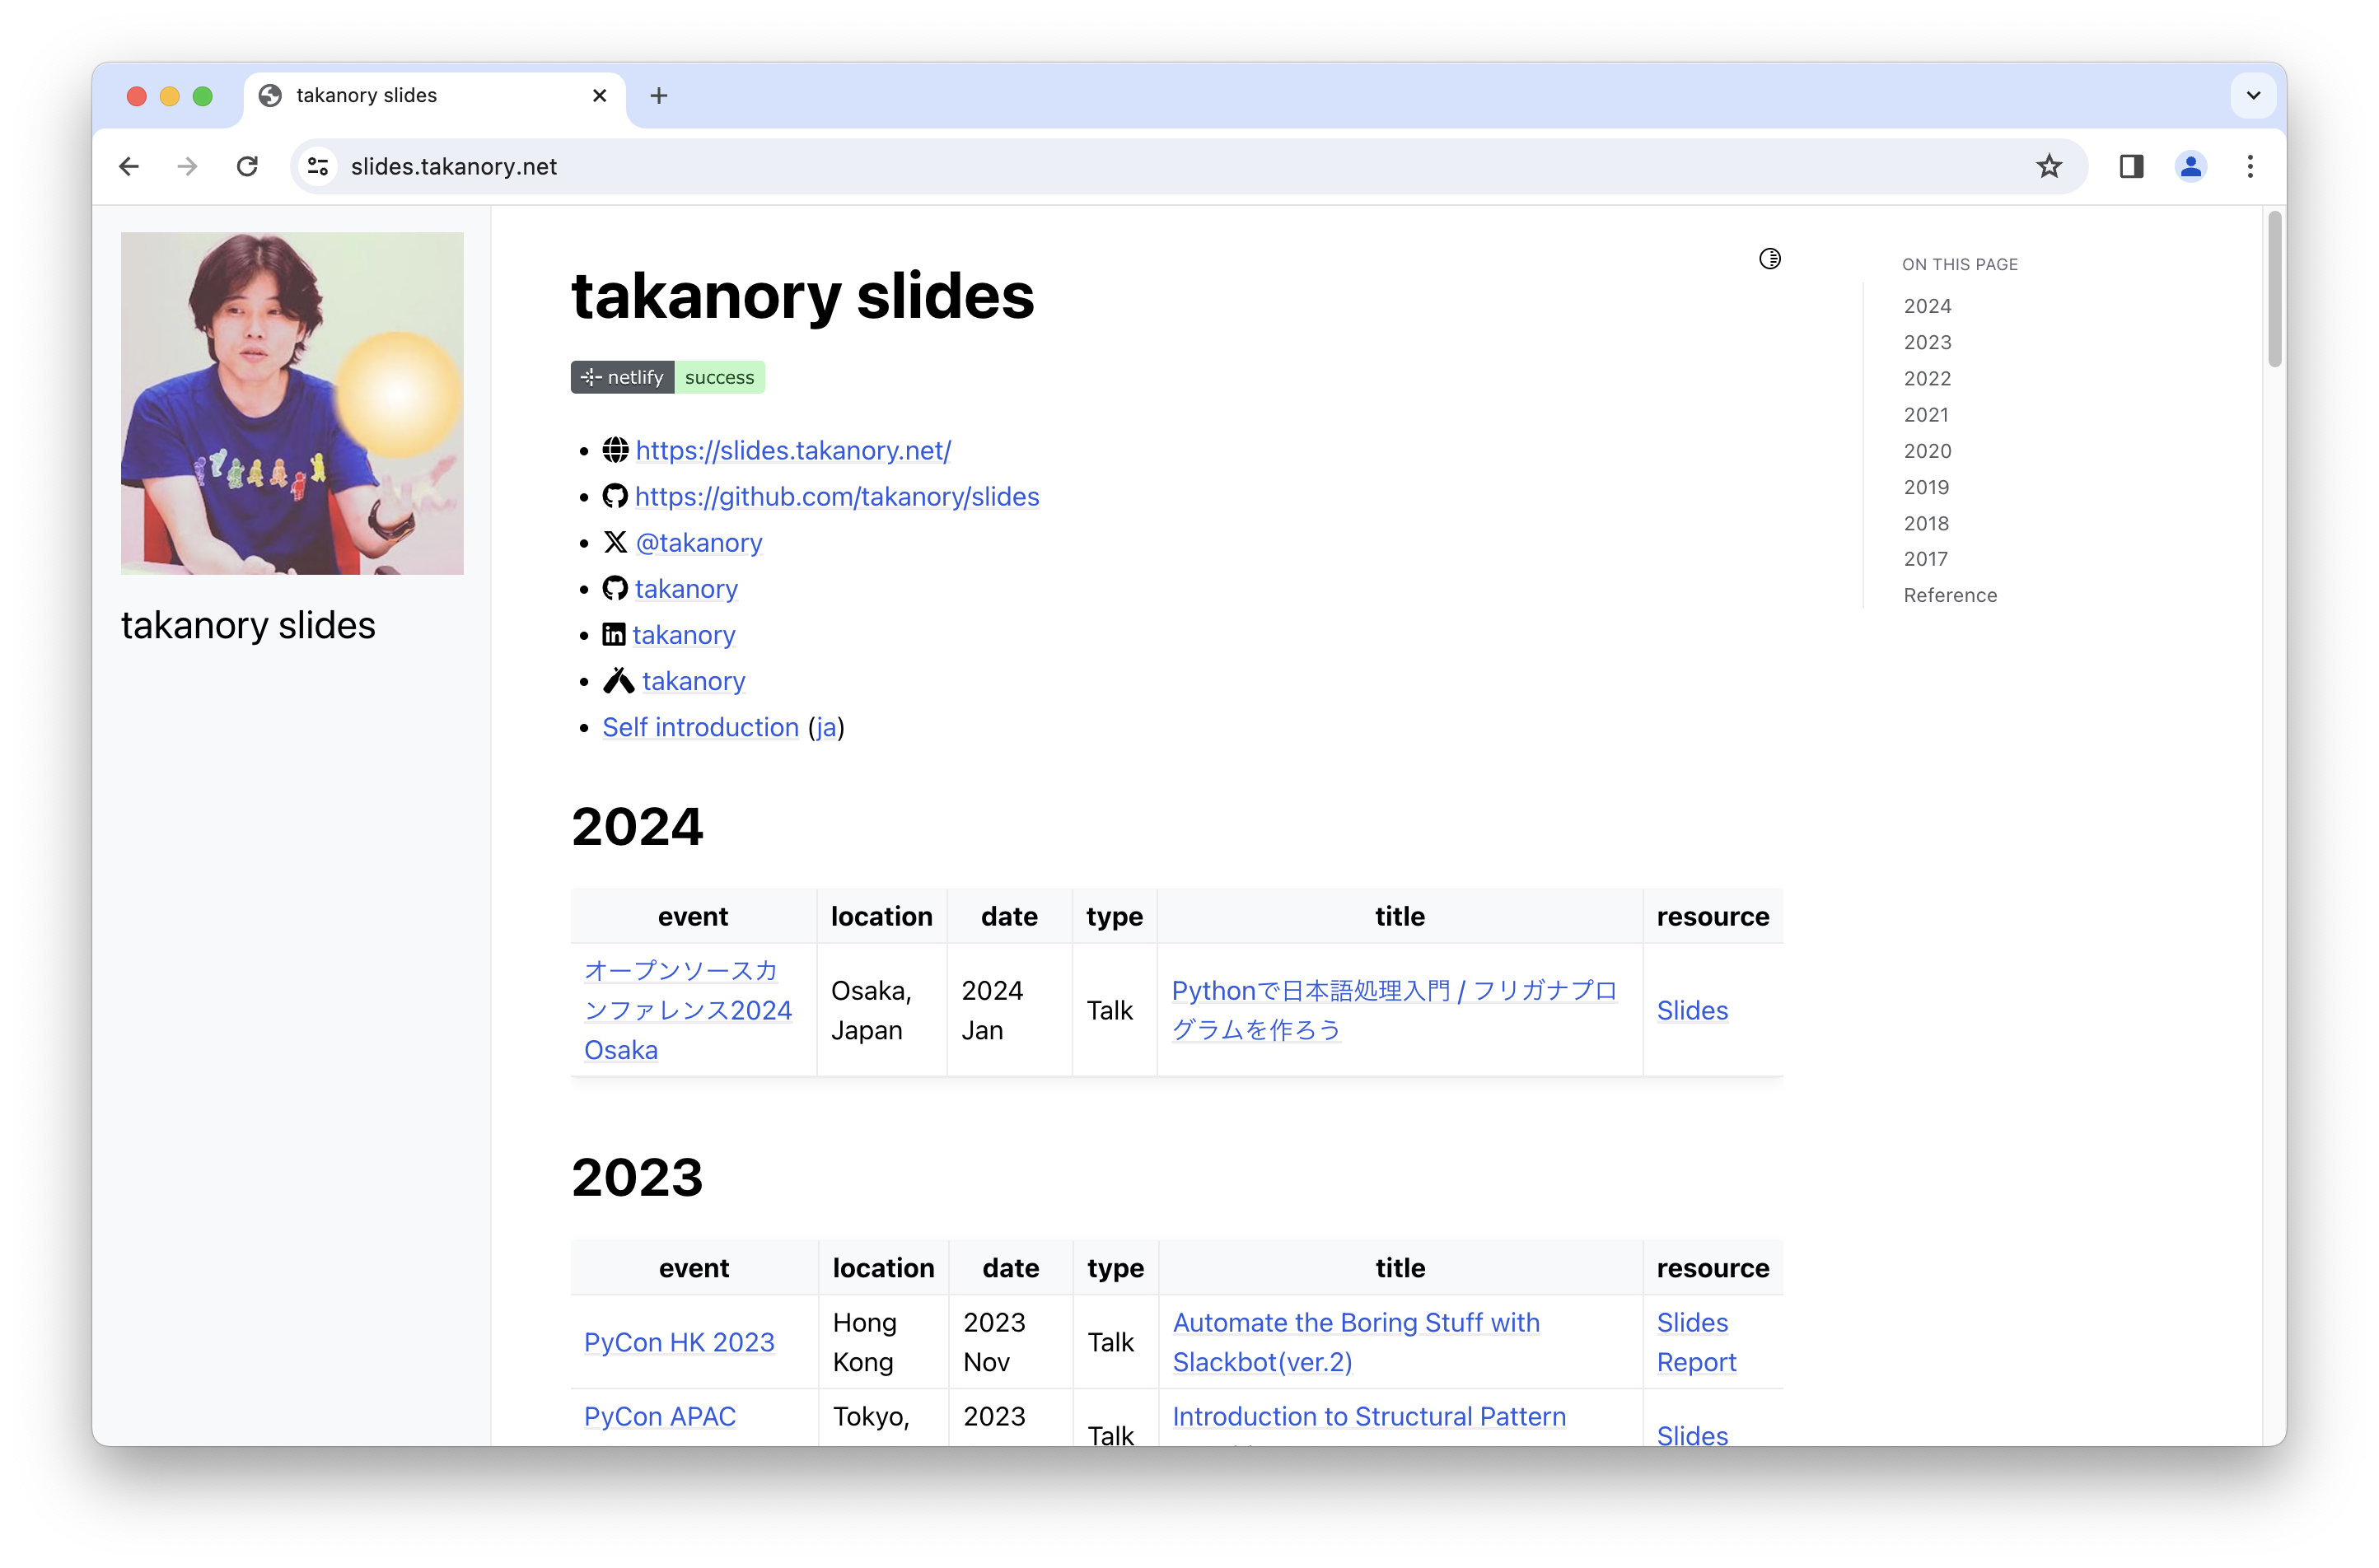 takanory slides
slides.takanory.net
takanory slides
takanory slides
netlify success
https://slides.takanory.net/
https://github.com/takanory/slides
@takanory
takanory
in takanory
takanory
Self introduction (ja)
ON THIS PAGE
2024
2023
2022
2021
2020
2019
2018
2017
Reference
2024
event location date type title resource
オープンソースカ
ンファレンス2024
Osaka
Osaka,
Japan
2024
Jan
Talk
Pythonで日本語処理入門 / フリガナプロ
グラムを作ろう
Slides
2023
event location date type title resource
PyCon HK 2023
Hong
Kong
2023
Nov
Talk
Automate the Boring Stuff with
Slackbot(ver.2)
Slides
Report
PyCon APAC
Tokyo,
2023
Talk
Introduction to Structural Pattern
Slides